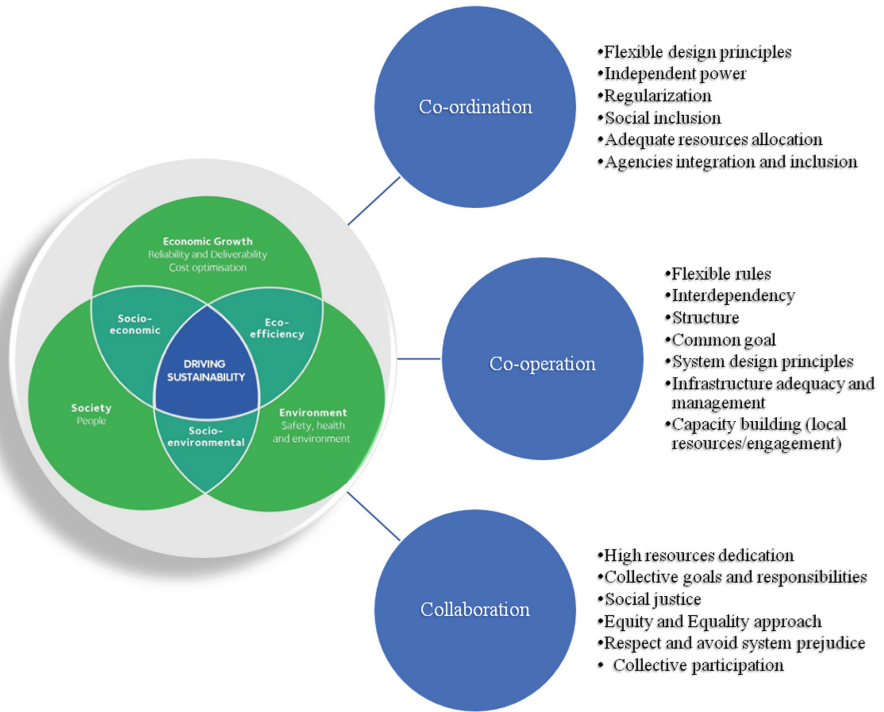 Co-ordination
•Flexible design principles
•Independent power
•Regularization
•Social inclusion
•Adequate resources allocation
•Agencies integration and inclusion
Economic Growth
Reliability and Deliverability
Cost optimisation
Socio-
economic
Eco-
efficiency
DRIVING
SUSTAINABILITY
Society
People
Environment
Safety, health
and environment
Socio-
environmental
Co-operation
•Flexible rules
•Interdependency
•Structure
•Common goal
•System design principles
•Infrastructure adequacy and
management
•Capacity building (local
resources/engagement)
Collaboration
•High resources dedication
•Collective goals and responsibilities
•Social justice
•Equity and Equality approach
•Respect and avoid system prejudice
• Collective participation